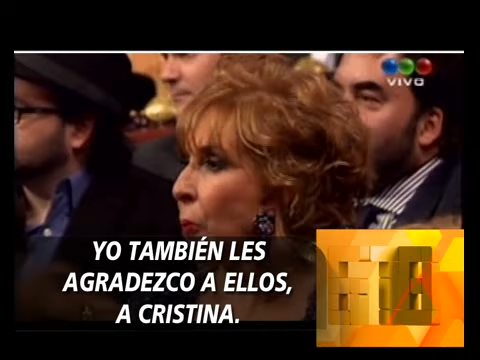 VIVO
YO TAMBIÉN LES
AGRADEZCO A ELLOS,
A CRISTINA.